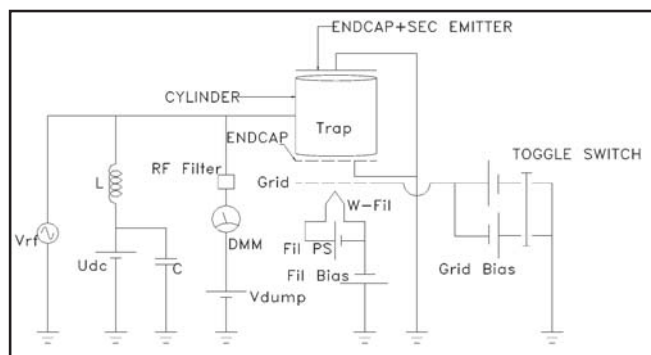 ENDCAP+SEC EMITTER
CYLINDER
Trap
ENDCAP
TOGGLE SWITCH
RF Filter
Grid
L
W-Fil
Vrf
DMM
Fil PS
Udc
C
Fil Bias
Grid Bias
Vdump